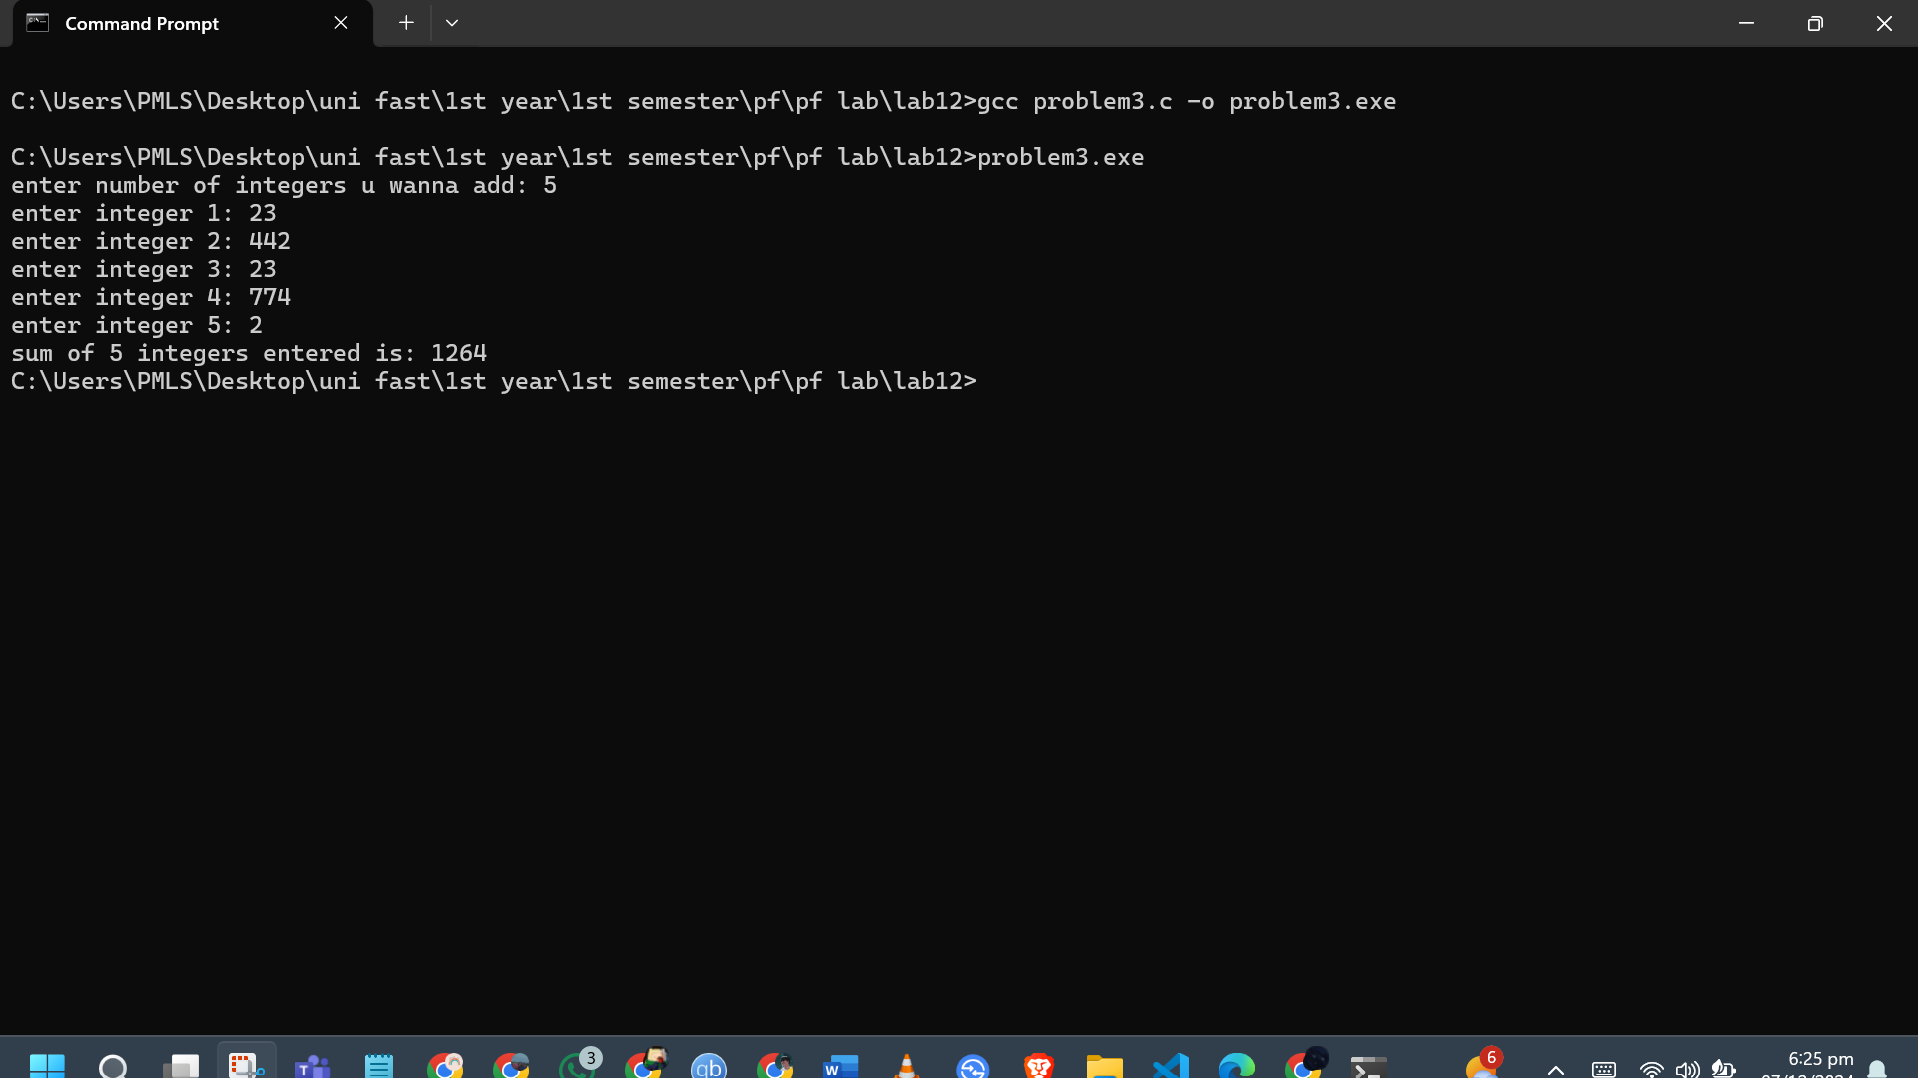 Command Prompt
C:\Users\PMLS\Desktop\uni fast\1st year\1st semester\pf\pf lab\lab12>gcc problem3.c -o problem3.exe
C:\Users\PMLS\Desktop\uni fast\1st year\1st semester\pf\pf lab\lab12>problem3.exe
enter number of integers u wanna add: 5
enter integer 1: 23
enter integer 2: 442
enter integer 3: 23
enter integer 4: 774
enter integer 5: 2
sum of 5 integers entered is: 1264
C:\Users\PMLS\Desktop\uni fast\1st year\1st semester\pf\pf lab\lab12>
3
qb
W
T
6
6:25 pm